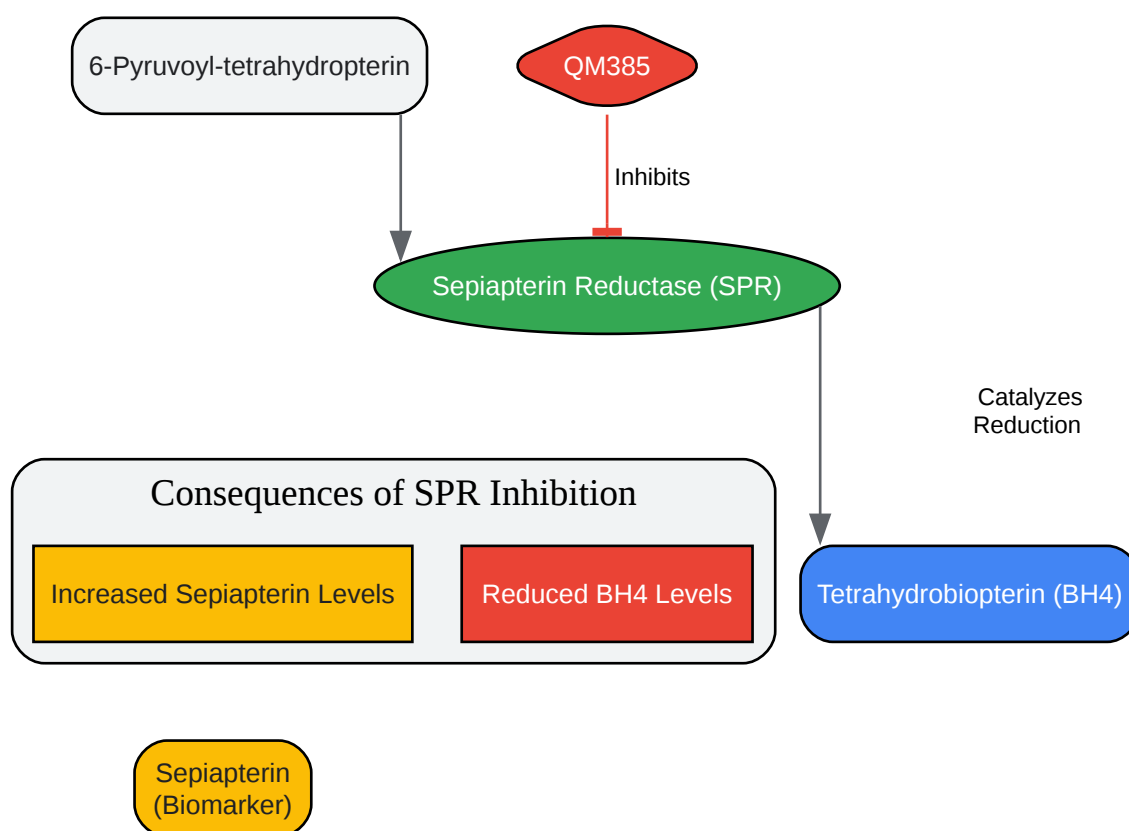 6-Pyruvoyl-tetrahydropterin
QM385
Inhibits
Sepiapterin Reductase (SPR)
Catalyzes
Reduction
Consequences of SPR Inhibition
Increased Sepiapterin Levels
Reduced BH4 Levels
Tetrahydrobiopterin (BH4)
Sepiapterin
(Biomarker)